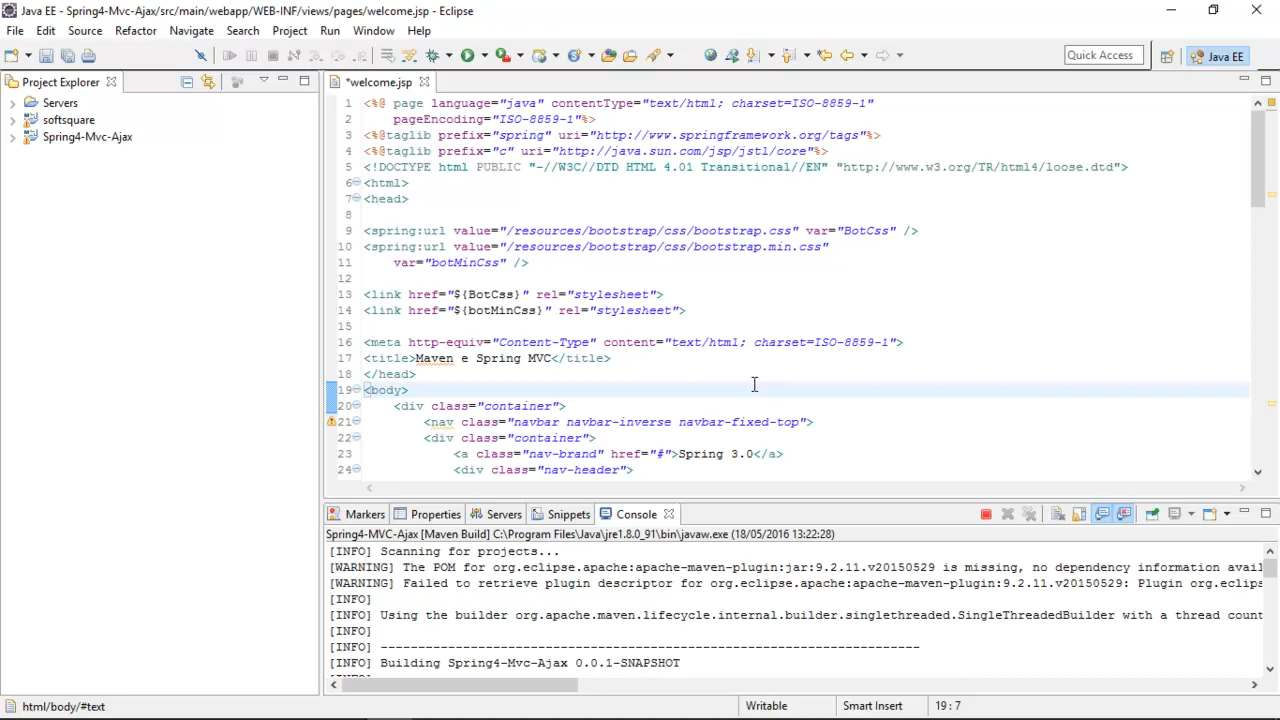 Java EE - Spring4-Mvc-Ajax/src/main/webapp/WEB-INF/views/pages/welcome.jsp - Eclipse
File Edit Source Refactor Navigate Search Project Run Window Help
Quick Access
Java EE
Project Explorer
*welcome.jsp
Servers
softsquare
Spring4-Mvc-Ajax
1 <%@ page language="java" contentType="text/html; charset=ISO-8859-1"
2 pageEncoding="ISO-8859-1"%>
3 <%@taglib prefix="spring" uri="http://www.springframework.org/tags"%>
4 <%@taglib prefix="c" uri="http://java.sun.com/jsp/jstl/core"%>
5 <!DOCTYPE html PUBLIC "-//W3C//DTD HTML 4.01 Transitional//EN" "http://www.w3.org/TR/html4/loose.dtd">
6 <html>
7 <head>
8
9 <spring:url value="/resources/bootstrap/css/bootstrap.css" var="BotCss" />
10 <spring:url value="/resources/bootstrap/css/bootstrap.min.css"
11 var="botMinCss" />
12
13 <link href="${BotCss}" rel="stylesheet">
14 <link href="${botMinCss}" rel="stylesheet">
15
16 <meta http-equiv="Content-Type" content="text/html; charset=ISO-8859-1">
17 <title>Maven e Spring MVC</title>
18 </head>
19 <body>
20 <div class="container">
21 <nav class="navbar navbar-inverse navbar-fixed-top">
22 <div class="container">
23 <a class="nav-brand" href="#">Spring 3.0</a>
24 <div class="nav-header">
Markers Properties Servers Snippets Console
Spring4-MVC-Ajax [Maven Build] C:\Program Files\Java\jre1.8.0_91\bin\javaw.exe (18/05/2016 13:22:28)
[INFO] Scanning for projects...
[WARNING] The POM for org.eclipse.apache:apache-maven-plugin:jar:9.2.11.v20150529 is missing, no dependency information avail
[WARNING] Failed to retrieve plugin descriptor for org.eclipse.apache:apache-maven-plugin:9.2.11.v20150529: Plugin org.eclips
[INFO]
[INFO] Using the builder org.apache.maven.lifecycle.internal.builder.singlethreaded.SingleThreadedBuilder with a thread count
[INFO]
[INFO] ------------------------------------------------------------------------
[INFO] Building Spring4-Mvc-Ajax 0.0.1-SNAPSHOT
html/body/#text
Writable
Smart Insert
19 : 7